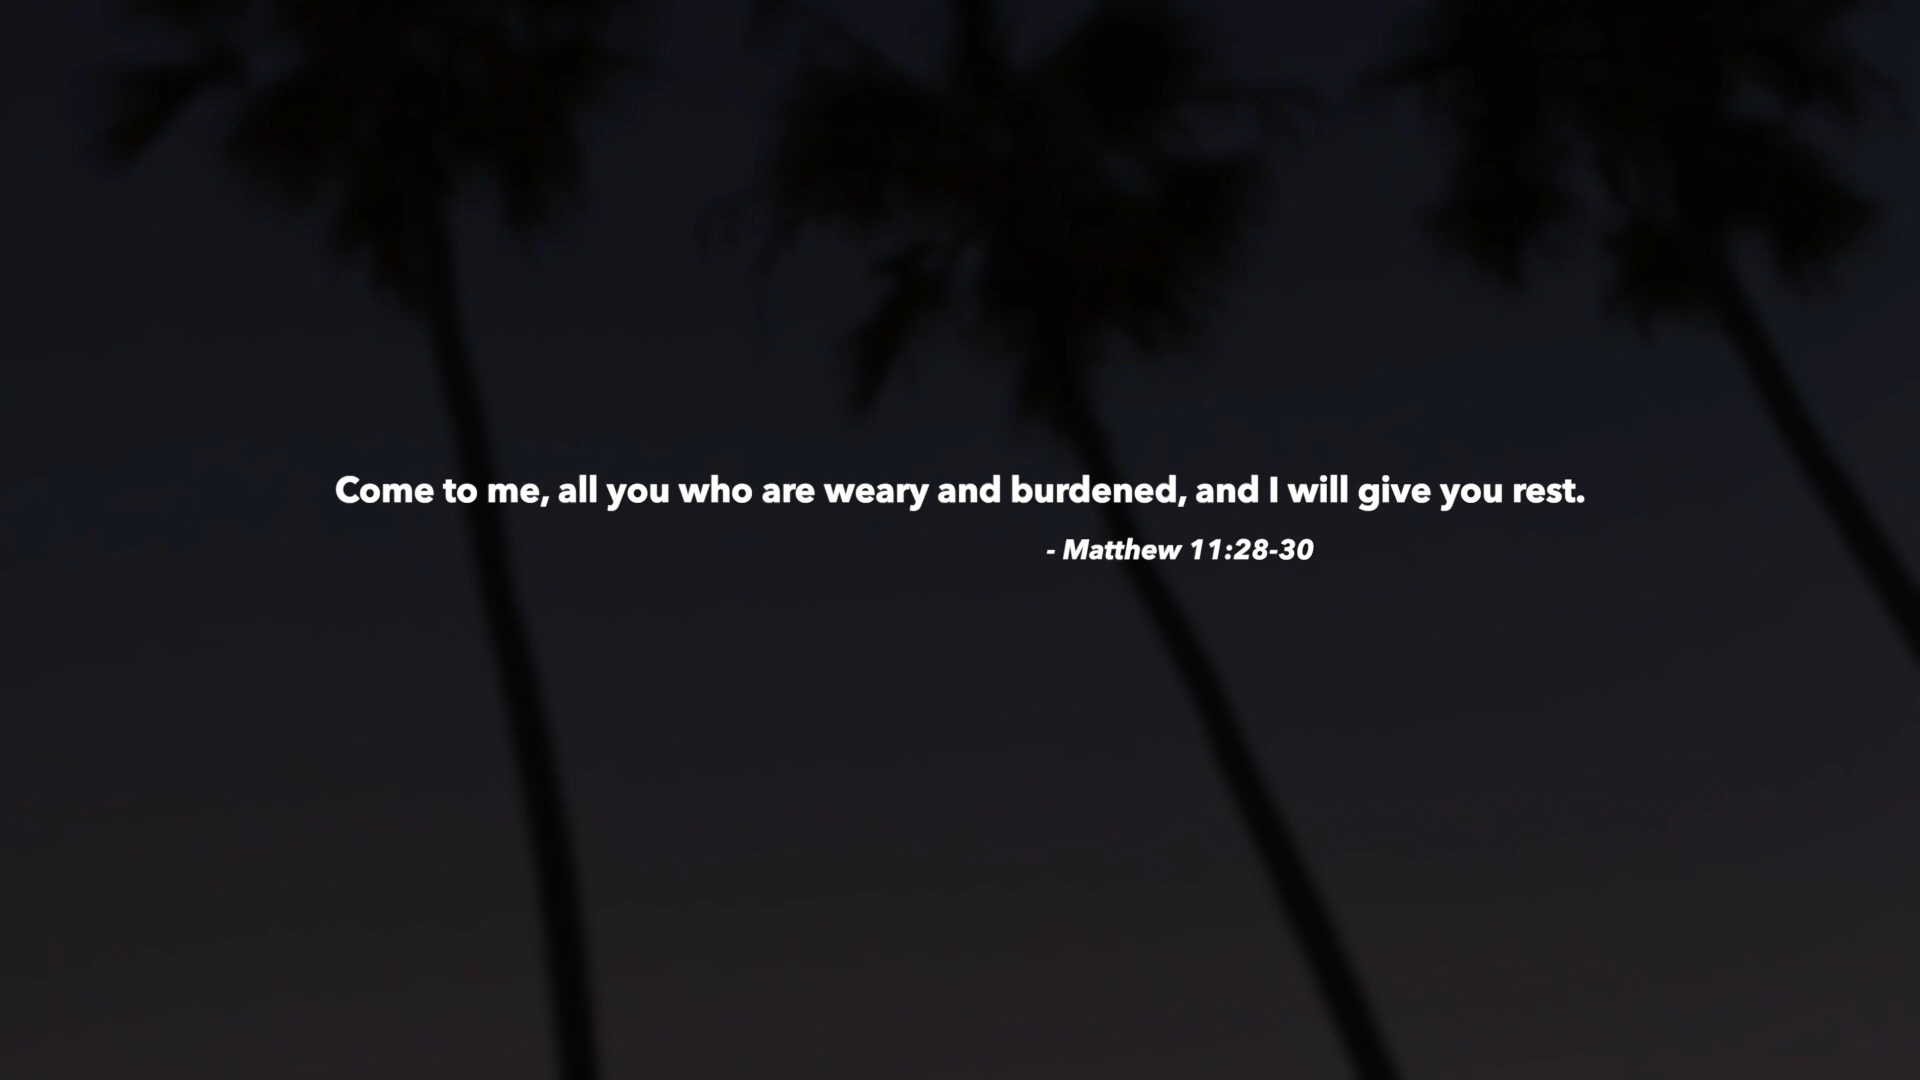 Come to me, all you who are weary and burdened, and I will give you rest.
- Matthew 11:28-30